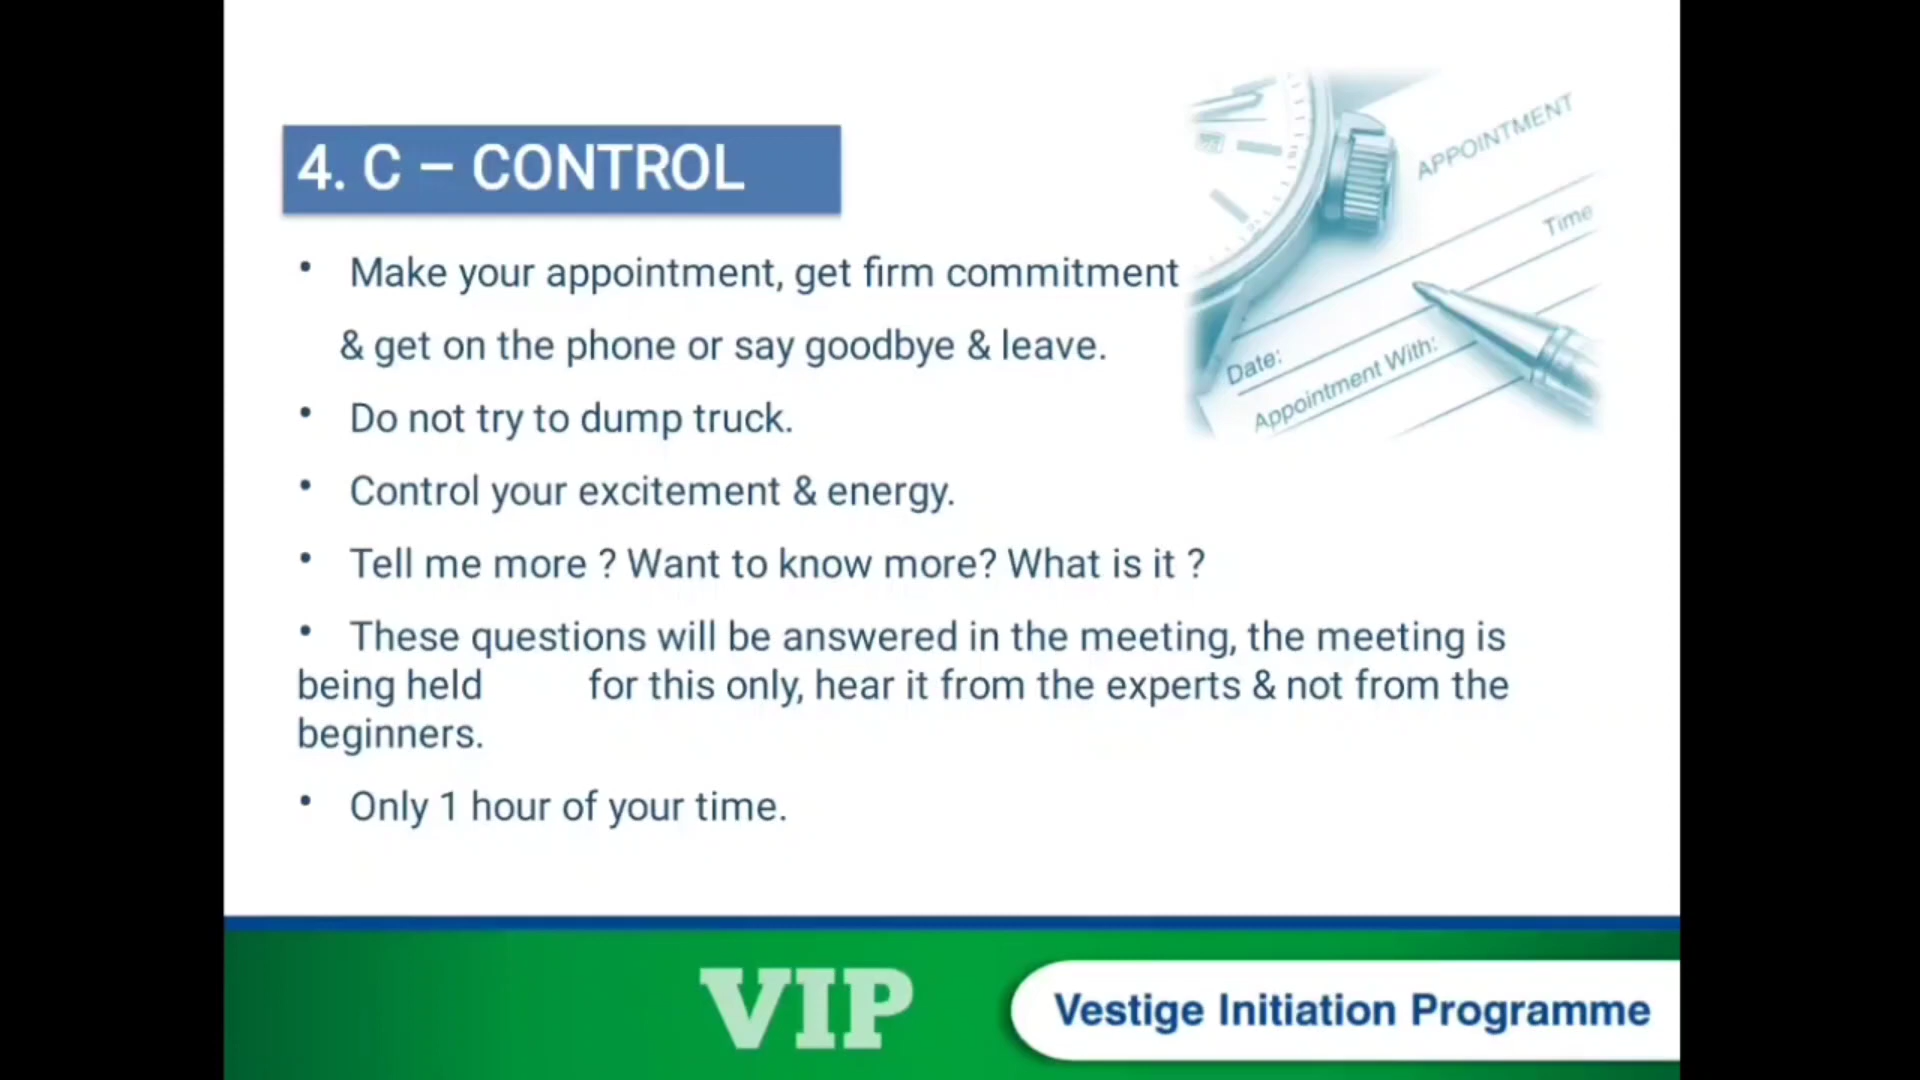 4. C – CONTROL
• Make your appointment, get firm commitment
& get on the phone or say goodbye & leave.
• Do not try to dump truck.
• Control your excitement & energy.
• Tell me more ? Want to know more? What is it ?
• These questions will be answered in the meeting, the meeting is
being held for this only, hear it from the experts & not from the
beginners.
• Only 1 hour of your time.
APPOINTMENT
Time
Date:
Appointment With:
VIP
Vestige Initiation Programme